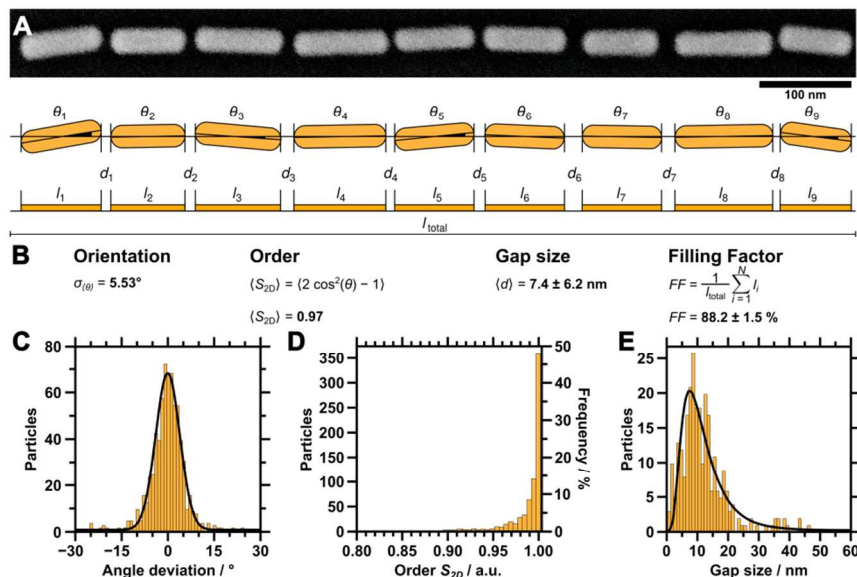 A
100 nm
θ1 θ2 θ3 θ4 θ5 θ6 θ7 θ8 θ9
d1 d2 d3 d4 d5 d6 d7 d8
l1 l2 l3 l4 l5 l6 l7 l8 l9
ltotal
B Orientation Order Gap size Filling Factor
σ(θ) = 5.53° ⟨S2D⟩ = ⟨2 cos²(θ) − 1⟩ ⟨d⟩ = 7.4 ± 6.2 nm FF = 1/ltotal ∑ N i = 1 li
⟨S2D⟩ = 0.97 FF = 88.2 ± 1.5 %
C
80
60
40
20
0
Particles
−30 −15 0 15 30
Angle deviation / °
D
350
300
250
200
150
100
50
0
Particles
50
40
30
20
10
0
Frequency / %
0.80 0.85 0.90 0.95 1.00
Order S2D / a.u.
E
25
20
15
10
5
0
Particles
0 10 20 30 40 50 60
Gap size / nm